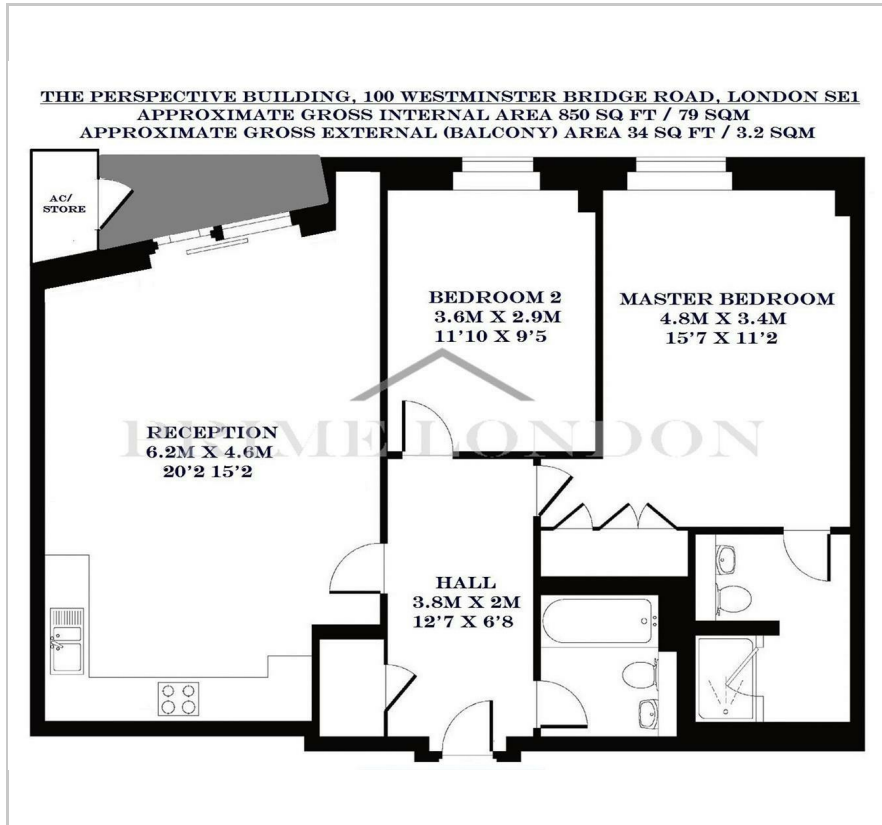 THE PERSPECTIVE BUILDING, 100 WESTMINSTER BRIDGE ROAD, LONDON SE1
APPROXIMATE GROSS INTERNAL AREA 850 SQ FT / 79 SQM
APPROXIMATE GROSS EXTERNAL (BALCONY) AREA 34 SQ FT / 3.2 SQM
AC/
STORE
BEDROOM 2
3.6M X 2.9M
11'10 X 9'5
MASTER BEDROOM
4.8M X 3.4M
15'7 X 11'2
PRIME LONDON
RECEPTION
6.2M X 4.6M
20'2 15'2
HALL
3.8M X 2M
12'7 X 6'8